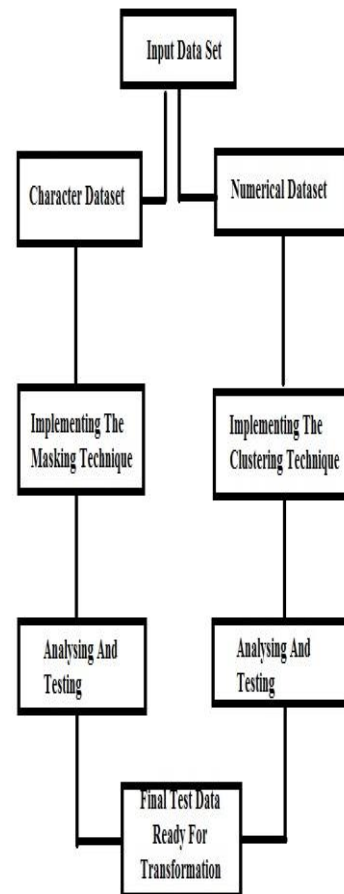 Input Data Set
Character Dataset
Numerical Dataset
Implementing The
Masking Technique
Implementing The
Clustering Technique
Analysing And
Testing
Analysing And
Testing
Final Test Data
Ready For
Transformation